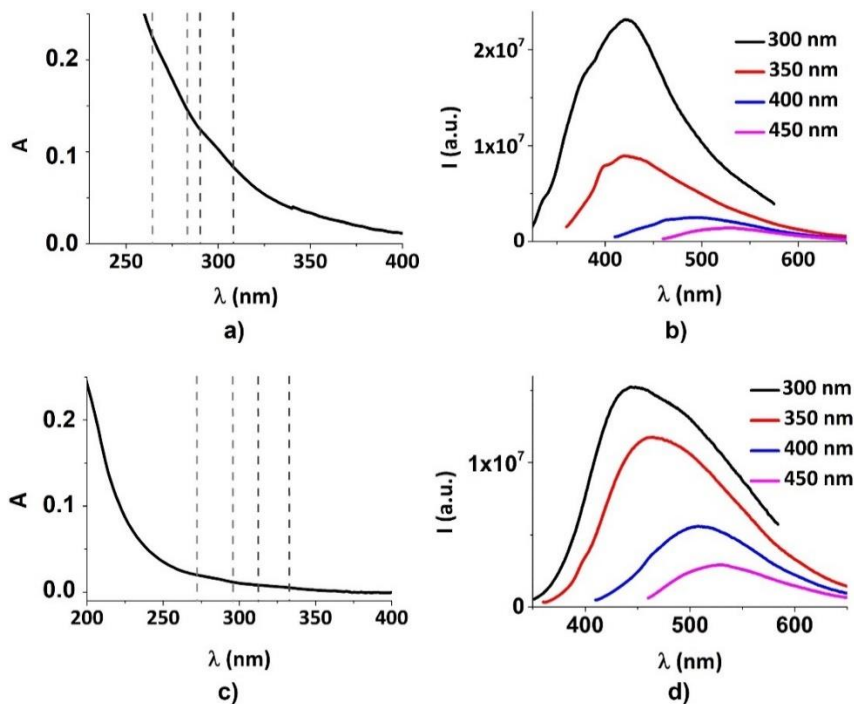 0.2
0.1
0.0
A
250 300 350 400
λ (nm)
a)
2x10⁷
1x10⁷
0
I (a.u.)
300 nm
350 nm
400 nm
450 nm
400 500 600
λ (nm)
b)
0.2
0.1
0.0
A
200 250 300 350 400
λ (nm)
c)
1x10⁷
0
I (a.u.)
300 nm
350 nm
400 nm
450 nm
400 500 600
λ (nm)
d)